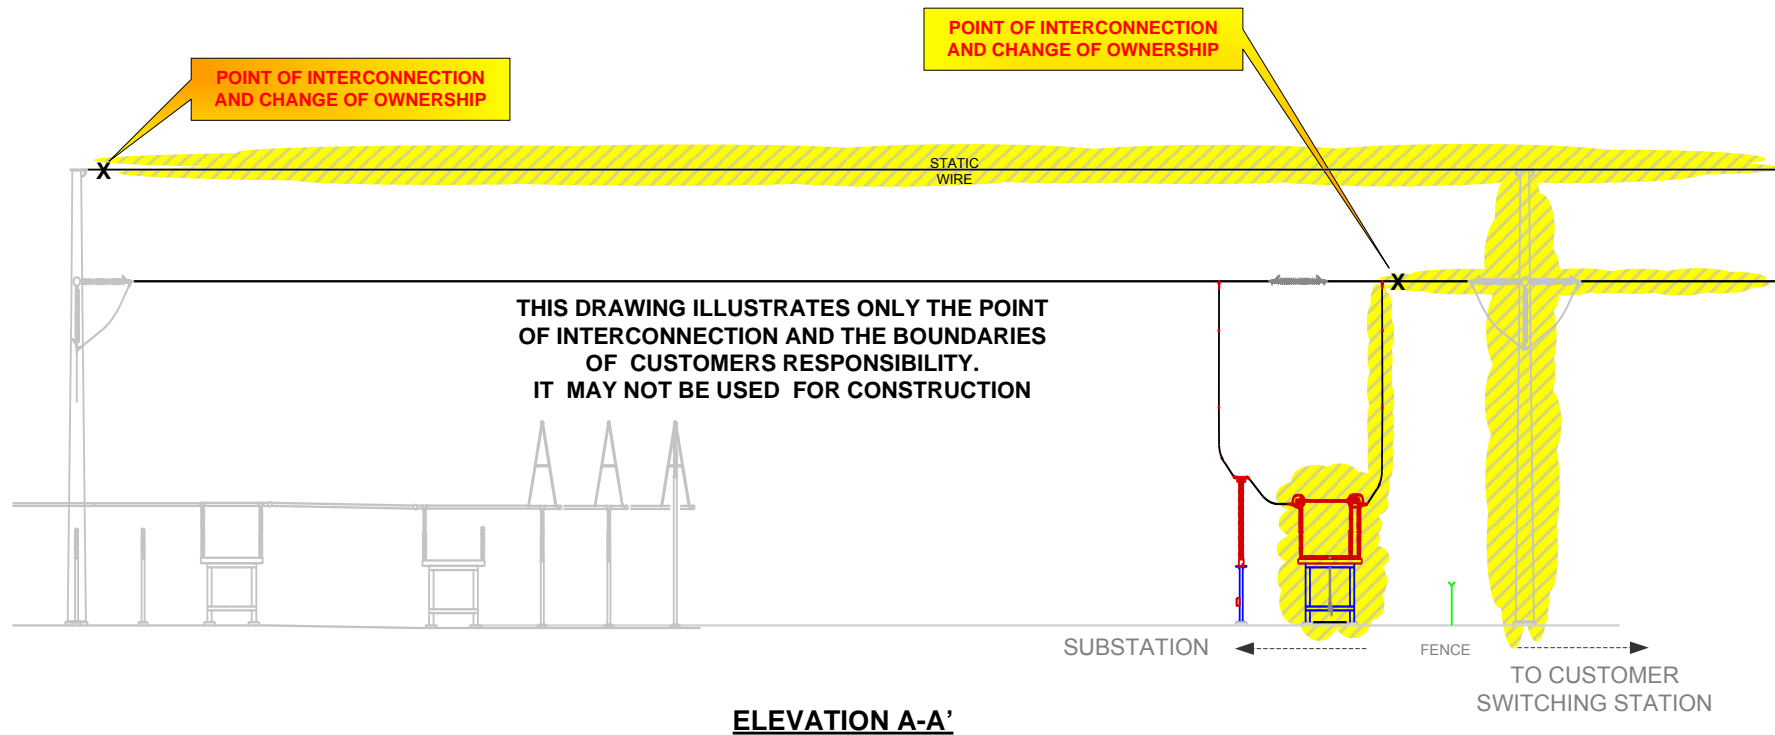 POINT OF INTERCONNECTION
AND CHANGE OF OWNERSHIP
POINT OF INTERCONNECTION
AND CHANGE OF OWNERSHIP
X
STATIC
WIRE
X
THIS DRAWING ILLUSTRATES ONLY THE POINT
OF INTERCONNECTION AND THE BOUNDARIES
OF CUSTOMERS RESPONSIBILITY.
IT MAY NOT BE USED FOR CONSTRUCTION
SUBSTATION
FENCE
TO CUSTOMER
SWITCHING STATION
ELEVATION A-A’